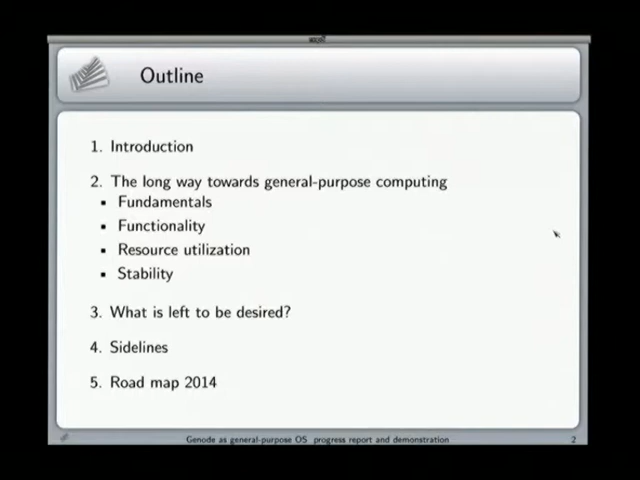 Outline
1. Introduction
2. The long way towards general-purpose computing
▪ Fundamentals
▪ Functionality
▪ Resource utilization
▪ Stability
3. What is left to be desired?
4. Sidelines
5. Road map 2014
Genode as general-purpose OS progress report and demonstration
2